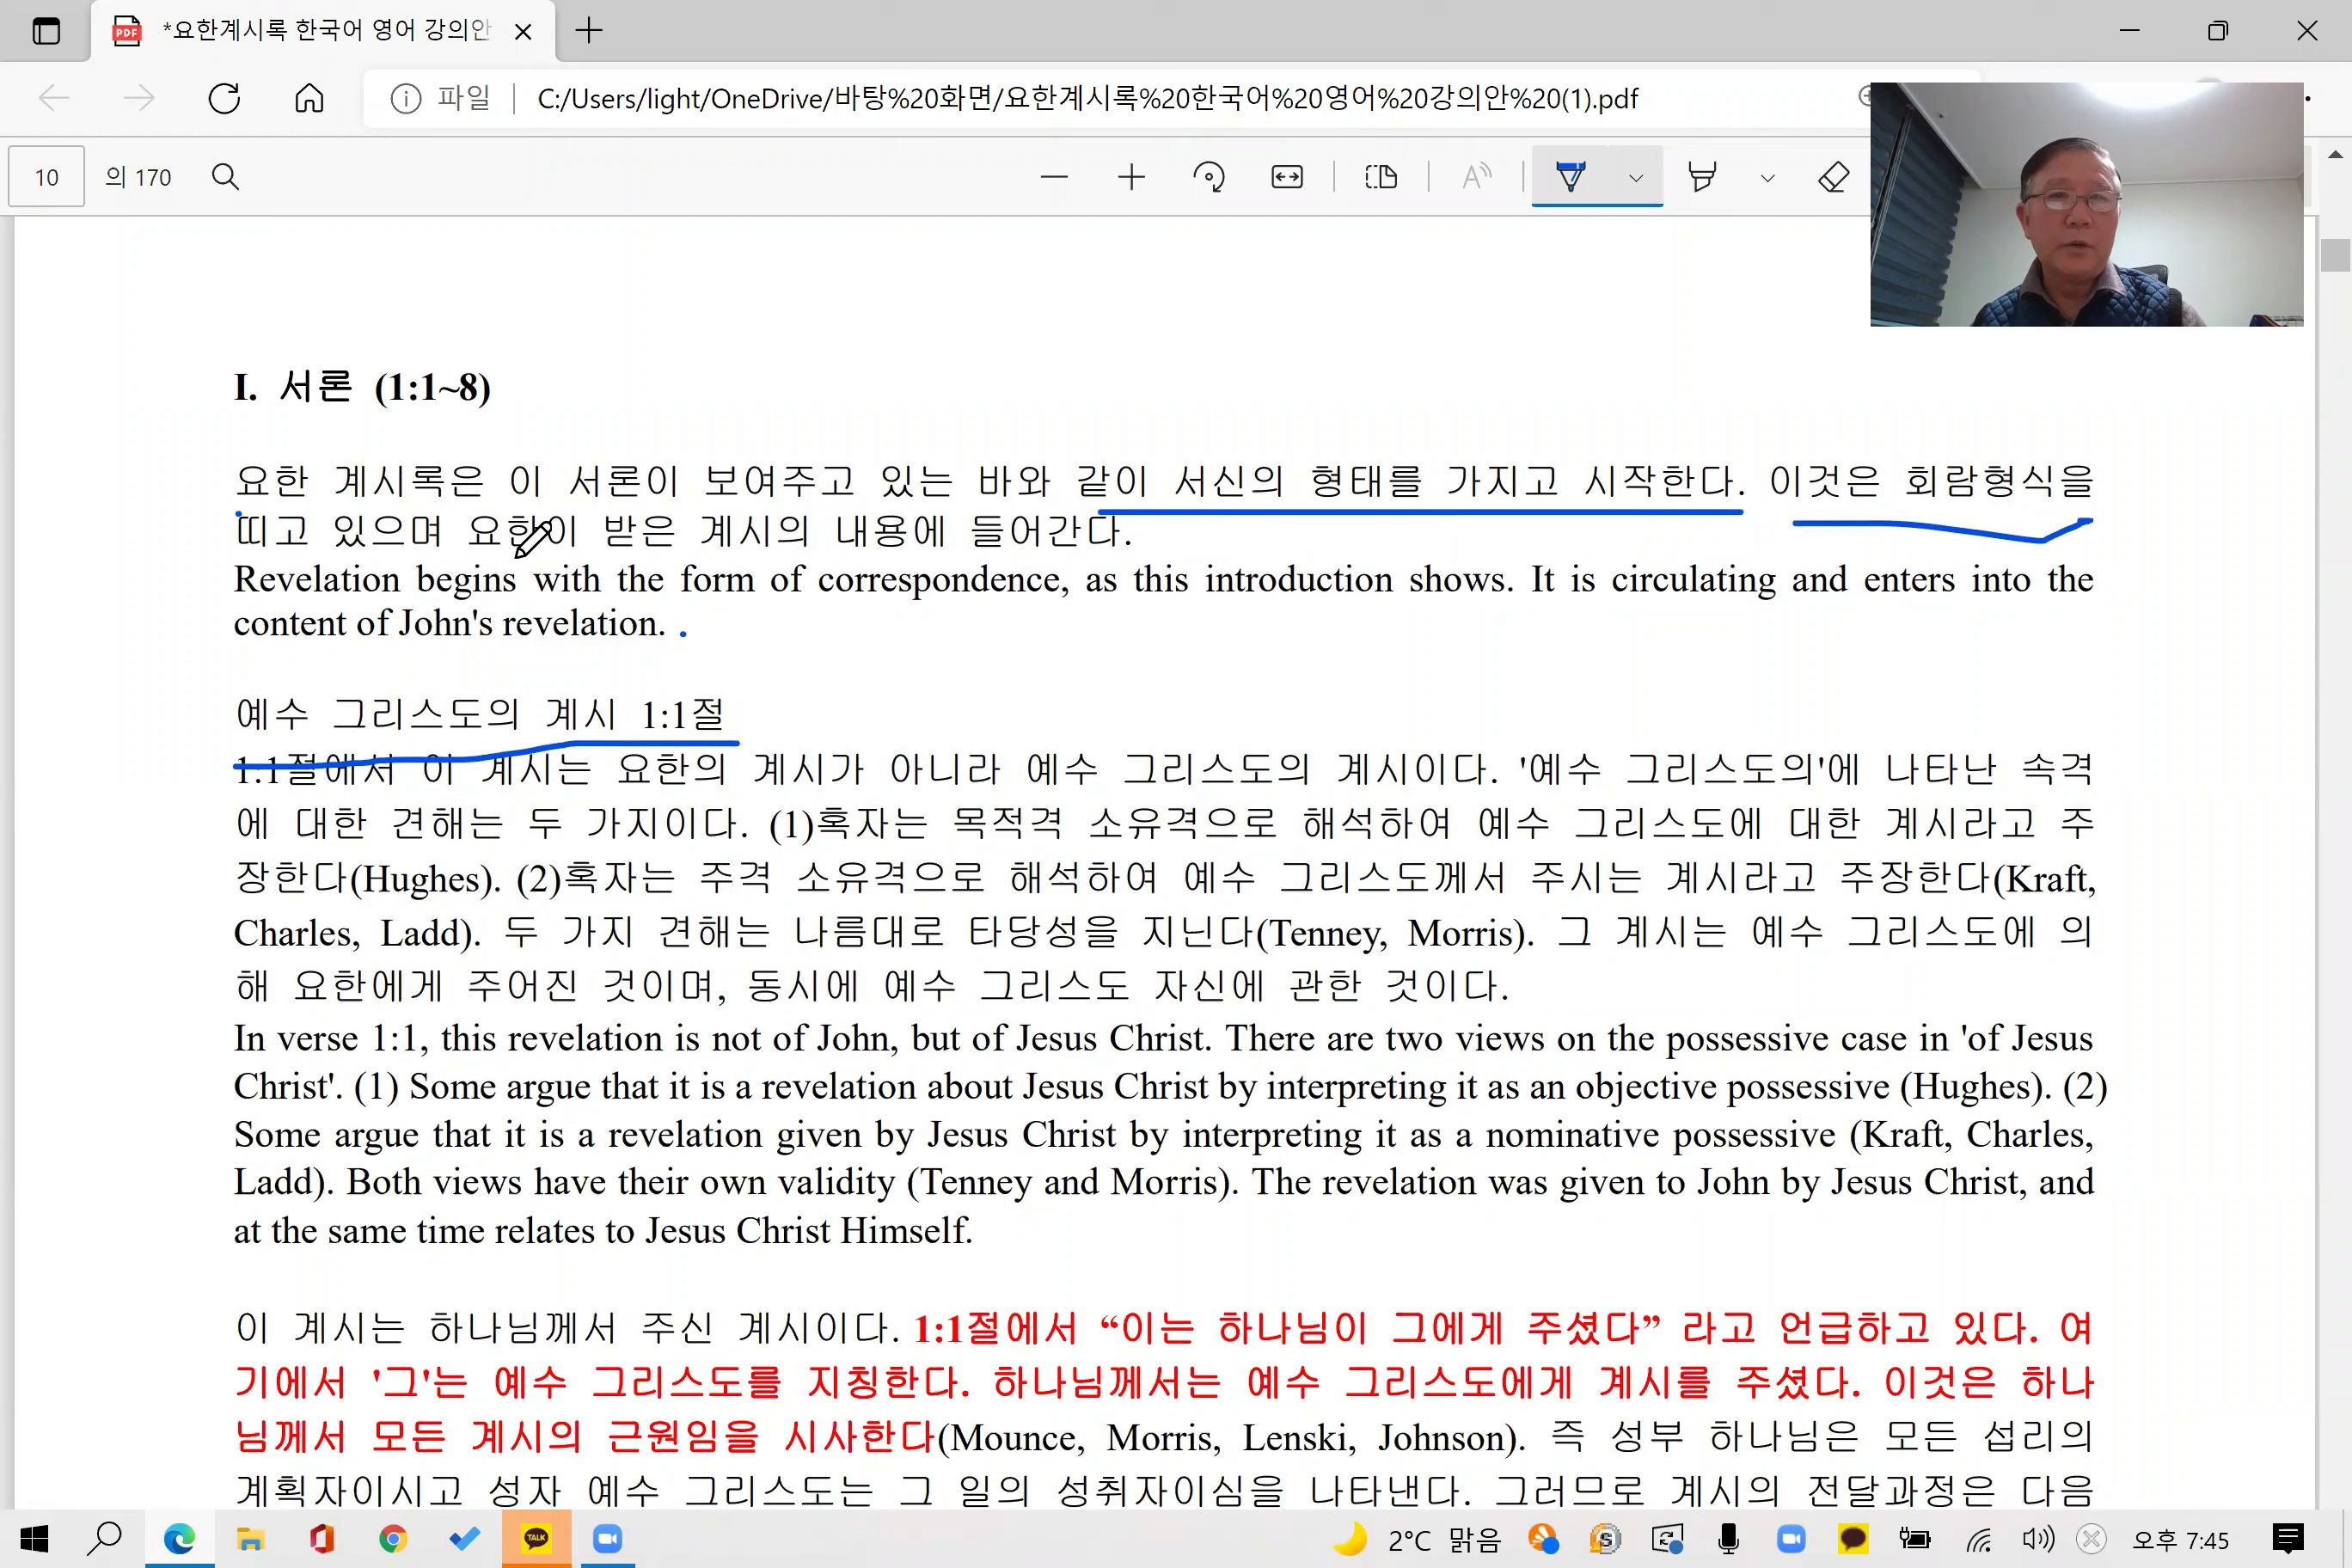 *요한계시록 한국어 영어 강의안
파일 C:/Users/light/OneDrive/바탕%20화면/요한계시록%20한국어%20영어%20강의안%20(1).pdf
10 의 170
I. 서론 (1:1~8)
요한 계시록은 이 서론이 보여주고 있는 바와 같이 서신의 형태를 가지고 시작한다. 이것은 회람형식을
띠고 있으며 요한이 받은 계시의 내용에 들어간다.
Revelation begins with the form of correspondence, as this introduction shows. It is circulating and enters into the
content of John's revelation.
예수 그리스도의 계시 1:1절
1:1절에서 이 계시는 요한의 계시가 아니라 예수 그리스도의 계시이다. '예수 그리스도의'에 나타난 속격
에 대한 견해는 두 가지이다. (1)혹자는 목적격 소유격으로 해석하여 예수 그리스도에 대한 계시라고 주
장한다(Hughes). (2)혹자는 주격 소유격으로 해석하여 예수 그리스도께서 주시는 계시라고 주장한다(Kraft,
Charles, Ladd). 두 가지 견해는 나름대로 타당성을 지닌다(Tenney, Morris). 그 계시는 예수 그리스도에 의
해 요한에게 주어진 것이며, 동시에 예수 그리스도 자신에 관한 것이다.
In verse 1:1, this revelation is not of John, but of Jesus Christ. There are two views on the possessive case in 'of Jesus
Christ'. (1) Some argue that it is a revelation about Jesus Christ by interpreting it as an objective possessive (Hughes). (2)
Some argue that it is a revelation given by Jesus Christ by interpreting it as a nominative possessive (Kraft, Charles,
Ladd). Both views have their own validity (Tenney and Morris). The revelation was given to John by Jesus Christ, and
at the same time relates to Jesus Christ Himself.
이 계시는 하나님께서 주신 계시이다. 1:1절에서 “이는 하나님이 그에게 주셨다” 라고 언급하고 있다. 여
기에서 '그'는 예수 그리스도를 지칭한다. 하나님께서는 예수 그리스도에게 계시를 주셨다. 이것은 하나
님께서 모든 계시의 근원임을 시사한다(Mounce, Morris, Lenski, Johnson). 즉 성부 하나님은 모든 섭리의
계획자이시고 성자 예수 그리스도는 그 일의 성취자이심을 나타낸다. 그러므로 계시의 전달과정은 다음
TALK 2°C 맑음 오후 7:45